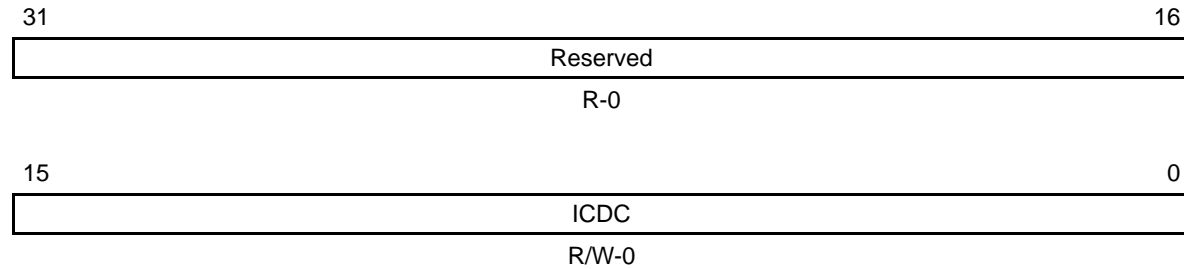 31 16
Reserved
R-0
15 0
ICDC
R/W-0